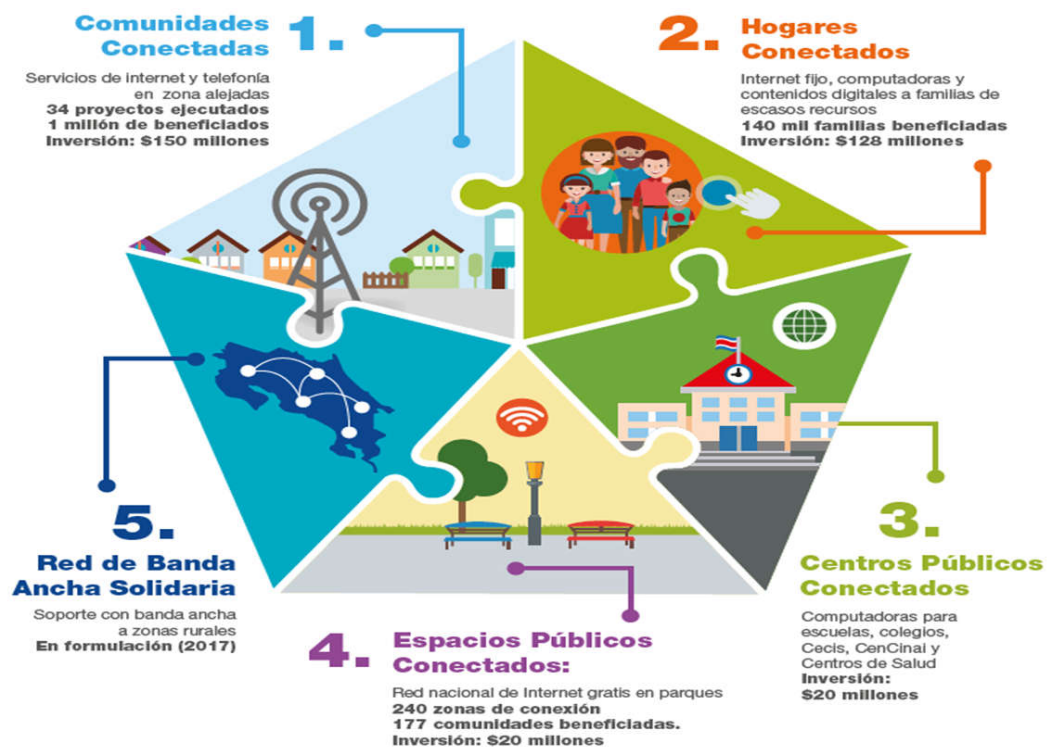 1.
Comunidades
Conectadas
Servicios de internet y telefonía
en zona alejadas
34 proyectos ejecutados
1 millón de beneficiados
Inversión: $150 millones
2.
Hogares
Conectados
Internet fijo, computadoras y
contenidos digitales a familias de
escasos recursos
140 mil familias beneficiadas
Inversión: $128 millones
3.
Centros Públicos
Conectados
Computadoras para
escuelas, colegios,
Cecis, CenCinai y
Centros de Salud
Inversión:
$20 millones
4.
Espacios Públicos
Conectados:
Red nacional de Internet gratis en parques
240 zonas de conexión
177 comunidades beneficiadas.
Inversión: $20 millones
5.
Red de Banda
Ancha Solidaria
Soporte con banda ancha
a zonas rurales
En formulación (2017)